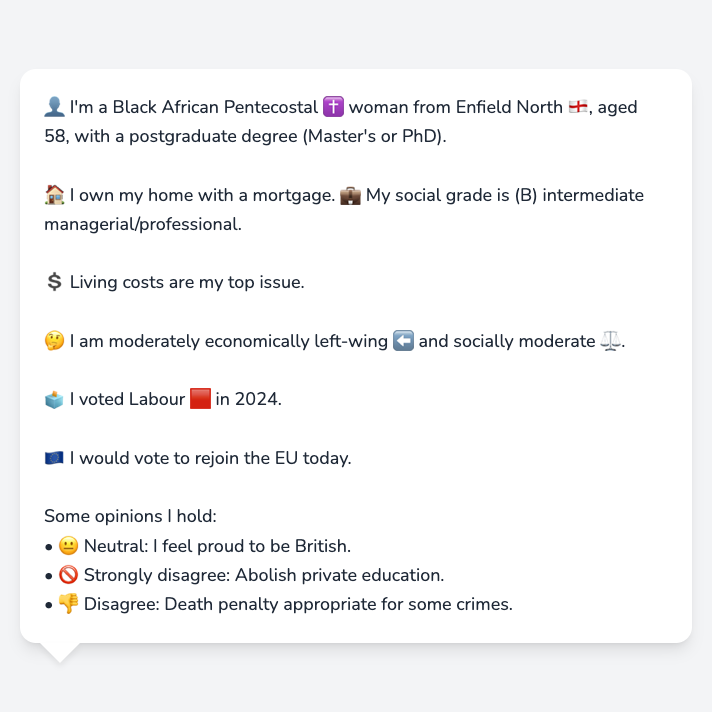 👤 I'm a Black African Pentecostal ✝️ woman from Enfield North 🏴󠁧󠁢󠁥󠁮󠁧󠁿, aged
58, with a postgraduate degree (Master's or PhD).
🏠 I own my home with a mortgage. 💼 My social grade is (B) intermediate
managerial/professional.
💲 Living costs are my top issue.
🤔 I am moderately economically left-wing ⬅️ and socially moderate ⚖️.
🗳️ I voted Labour 🟥 in 2024.
🇪🇺 I would vote to rejoin the EU today.
Some opinions I hold:
• 😐 Neutral: I feel proud to be British.
• 🚫 Strongly disagree: Abolish private education.
• 👎 Disagree: Death penalty appropriate for some crimes.